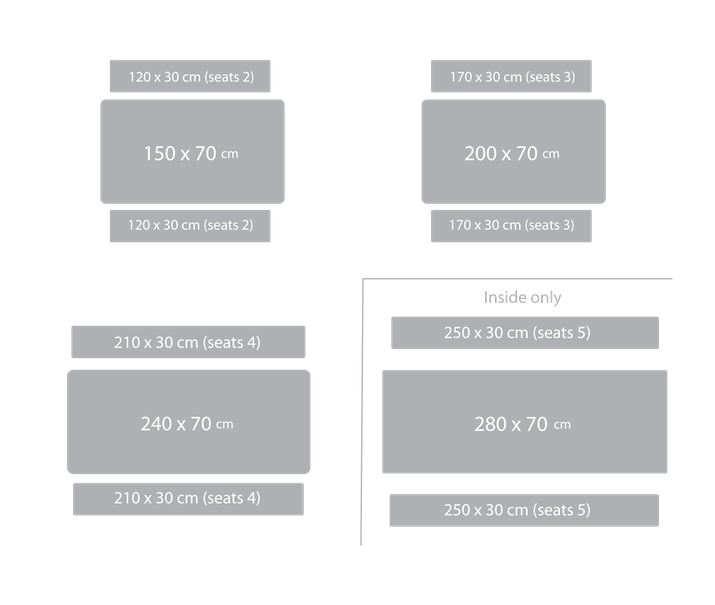 120 x 30 cm (seats 2)
150 x 70 cm
120 x 30 cm (seats 2)
170 x 30 cm (seats 3)
200 x 70 cm
170 x 30 cm (seats 3)
210 x 30 cm (seats 4)
240 x 70 cm
210 x 30 cm (seats 4)
Inside only
250 x 30 cm (seats 5)
280 x 70 cm
250 x 30 cm (seats 5)